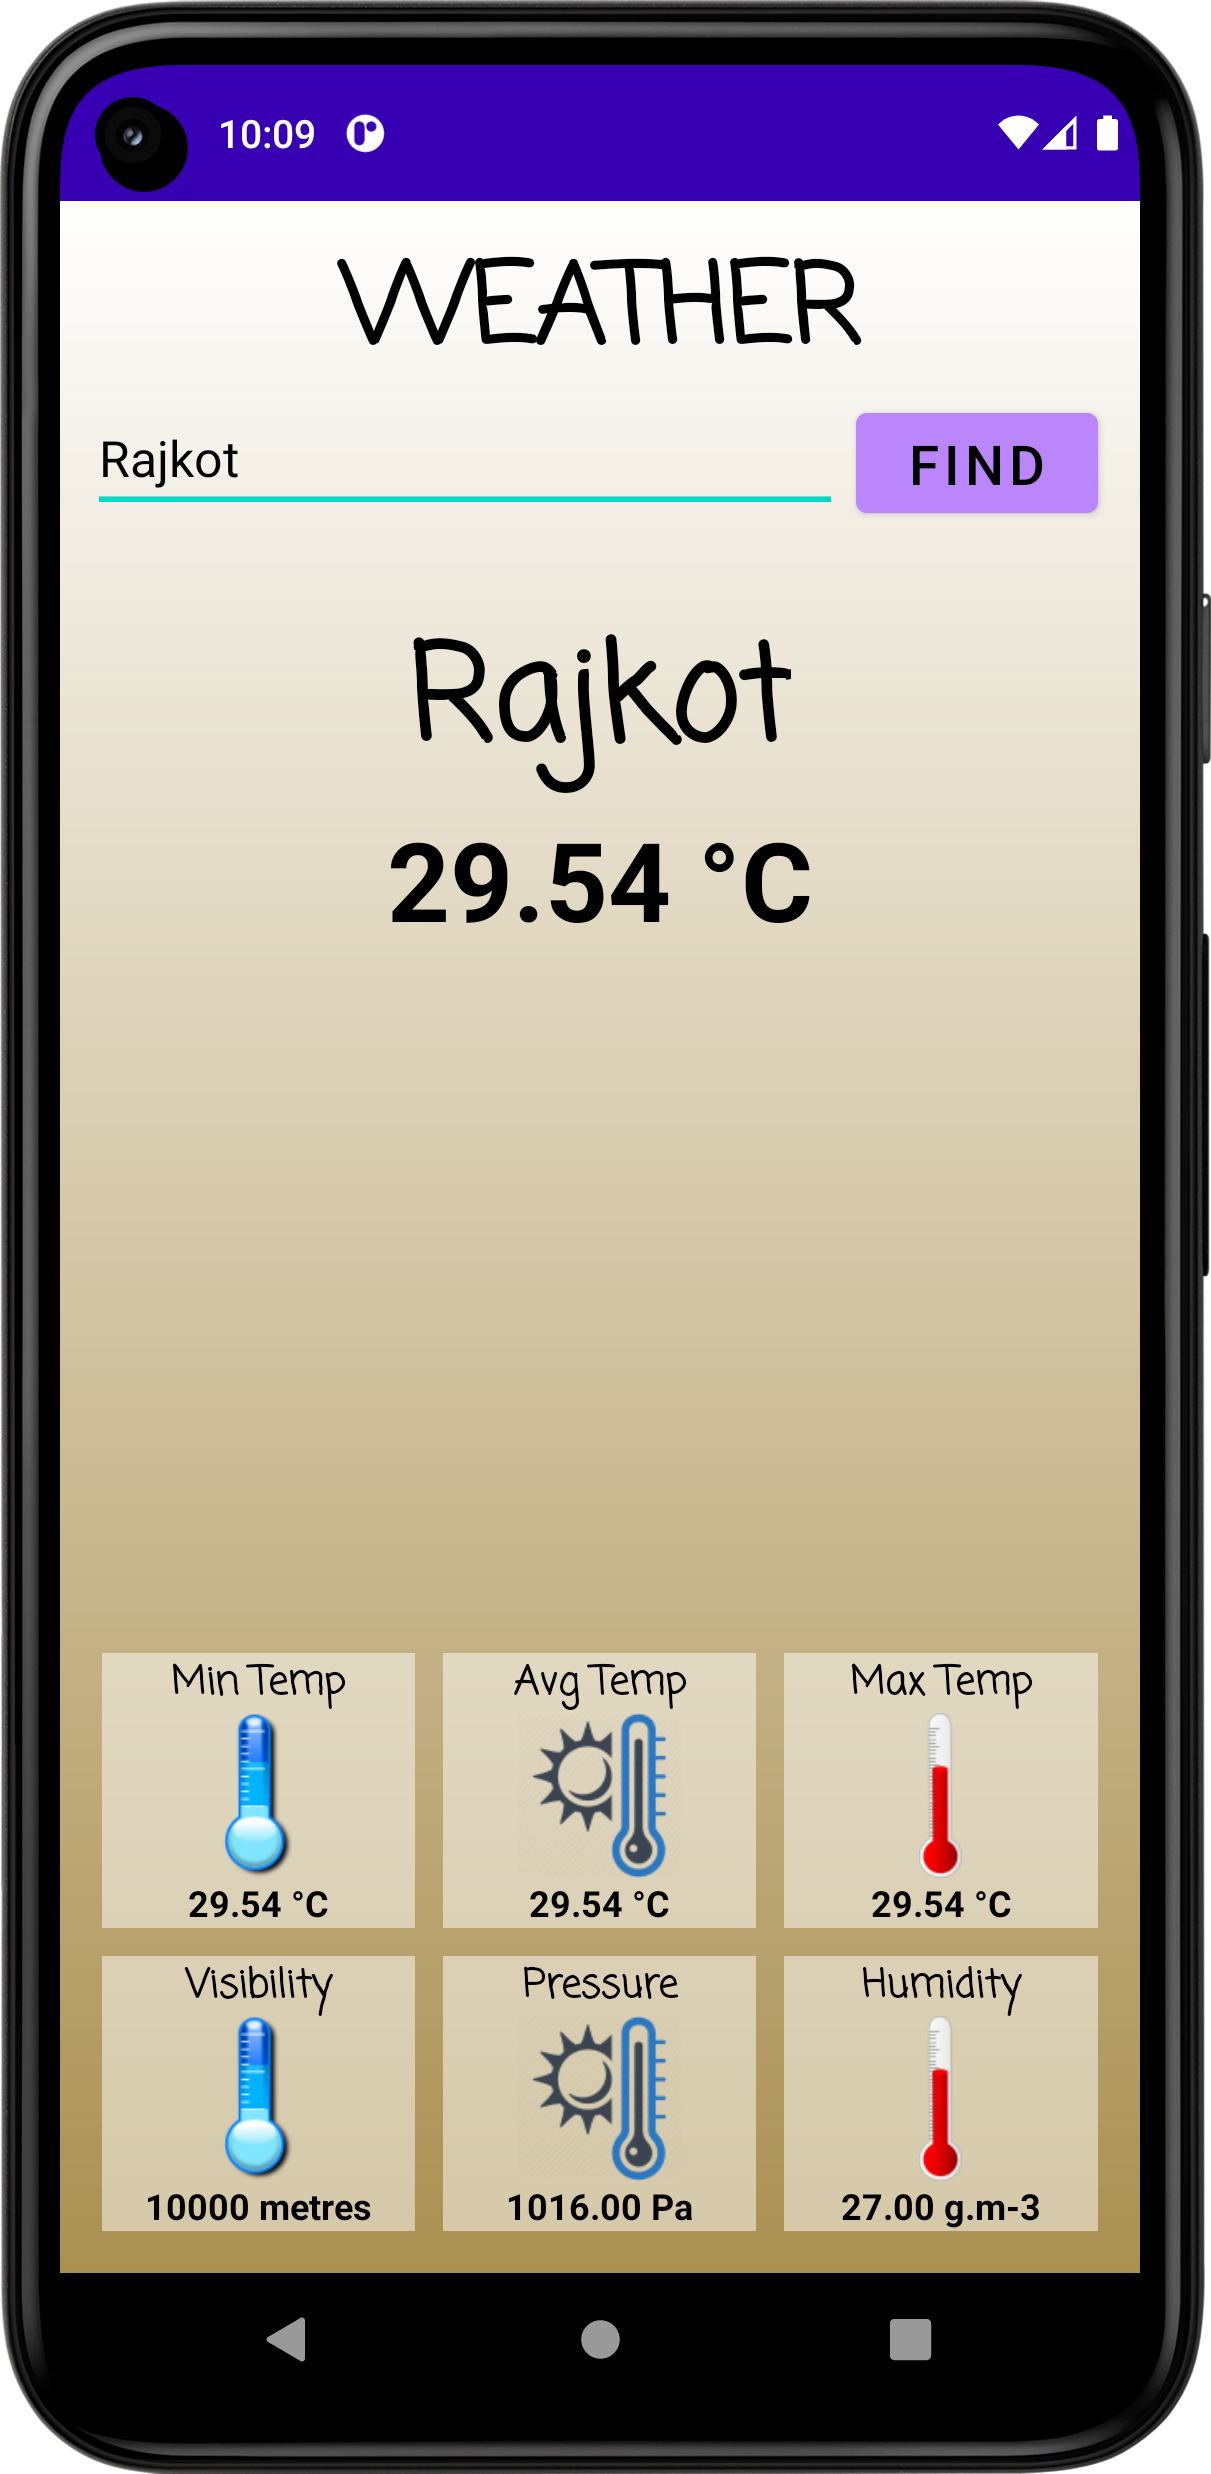 10:09
WEATHER
Rajkot
FIND
Rajkot
29.54 °C
Min Temp
Avg Temp
Max Temp
29.54 °C
29.54 °C
29.54 °C
Visibility
Pressure
Humidity
10000 metres
1016.00 Pa
27.00 g.m-3